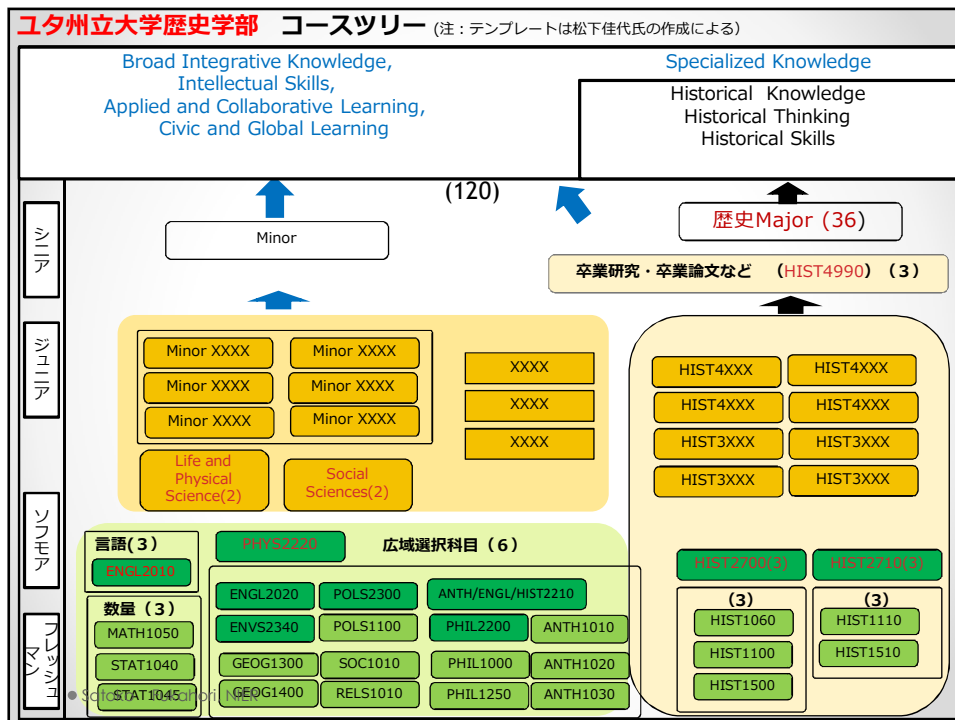 ユタ州立大学歴史学部 コースツリー (注：テンプレートは松下佳代氏の作成による)
Broad Integrative Knowledge,
Intellectual Skills,
Applied and Collaborative Learning,
Civic and Global Learning
Specialized Knowledge
Historical Knowledge
Historical Thinking
Historical Skills
(120)
シニア
Minor
歴史Major (36)
卒業研究・卒業論文など （HIST4990）（３）
ジュニア
Minor XXXX
Minor XXXX
Minor XXXX
Minor XXXX
Minor XXXX
Minor XXXX
XXXX
XXXX
XXXX
Life and
Physical
Science(2)
Social
Sciences(2)
HIST4XXX
HIST4XXX
HIST4XXX
HIST4XXX
HIST3XXX
HIST3XXX
HIST3XXX
HIST3XXX
ソフモア
言語(３)
ENGL2010
PHYS2220
広域選択科目（６）
HIST2700(3)
HIST2710(3)
フレッシュマン
数量（３）
MATH1050
STAT1040
STAT1045
ENGL2020
POLS2300
ANTH/ENGL/HIST2210
ENVS2340
POLS1100
PHIL2200
ANTH1010
GEOG1300
SOC1010
PHIL1000
ANTH1020
GEOG1400
RELS1010
PHIL1250
ANTH1030
(３)
HIST1060
HIST1100
HIST1500
(３)
HIST1110
HIST1510
NIER